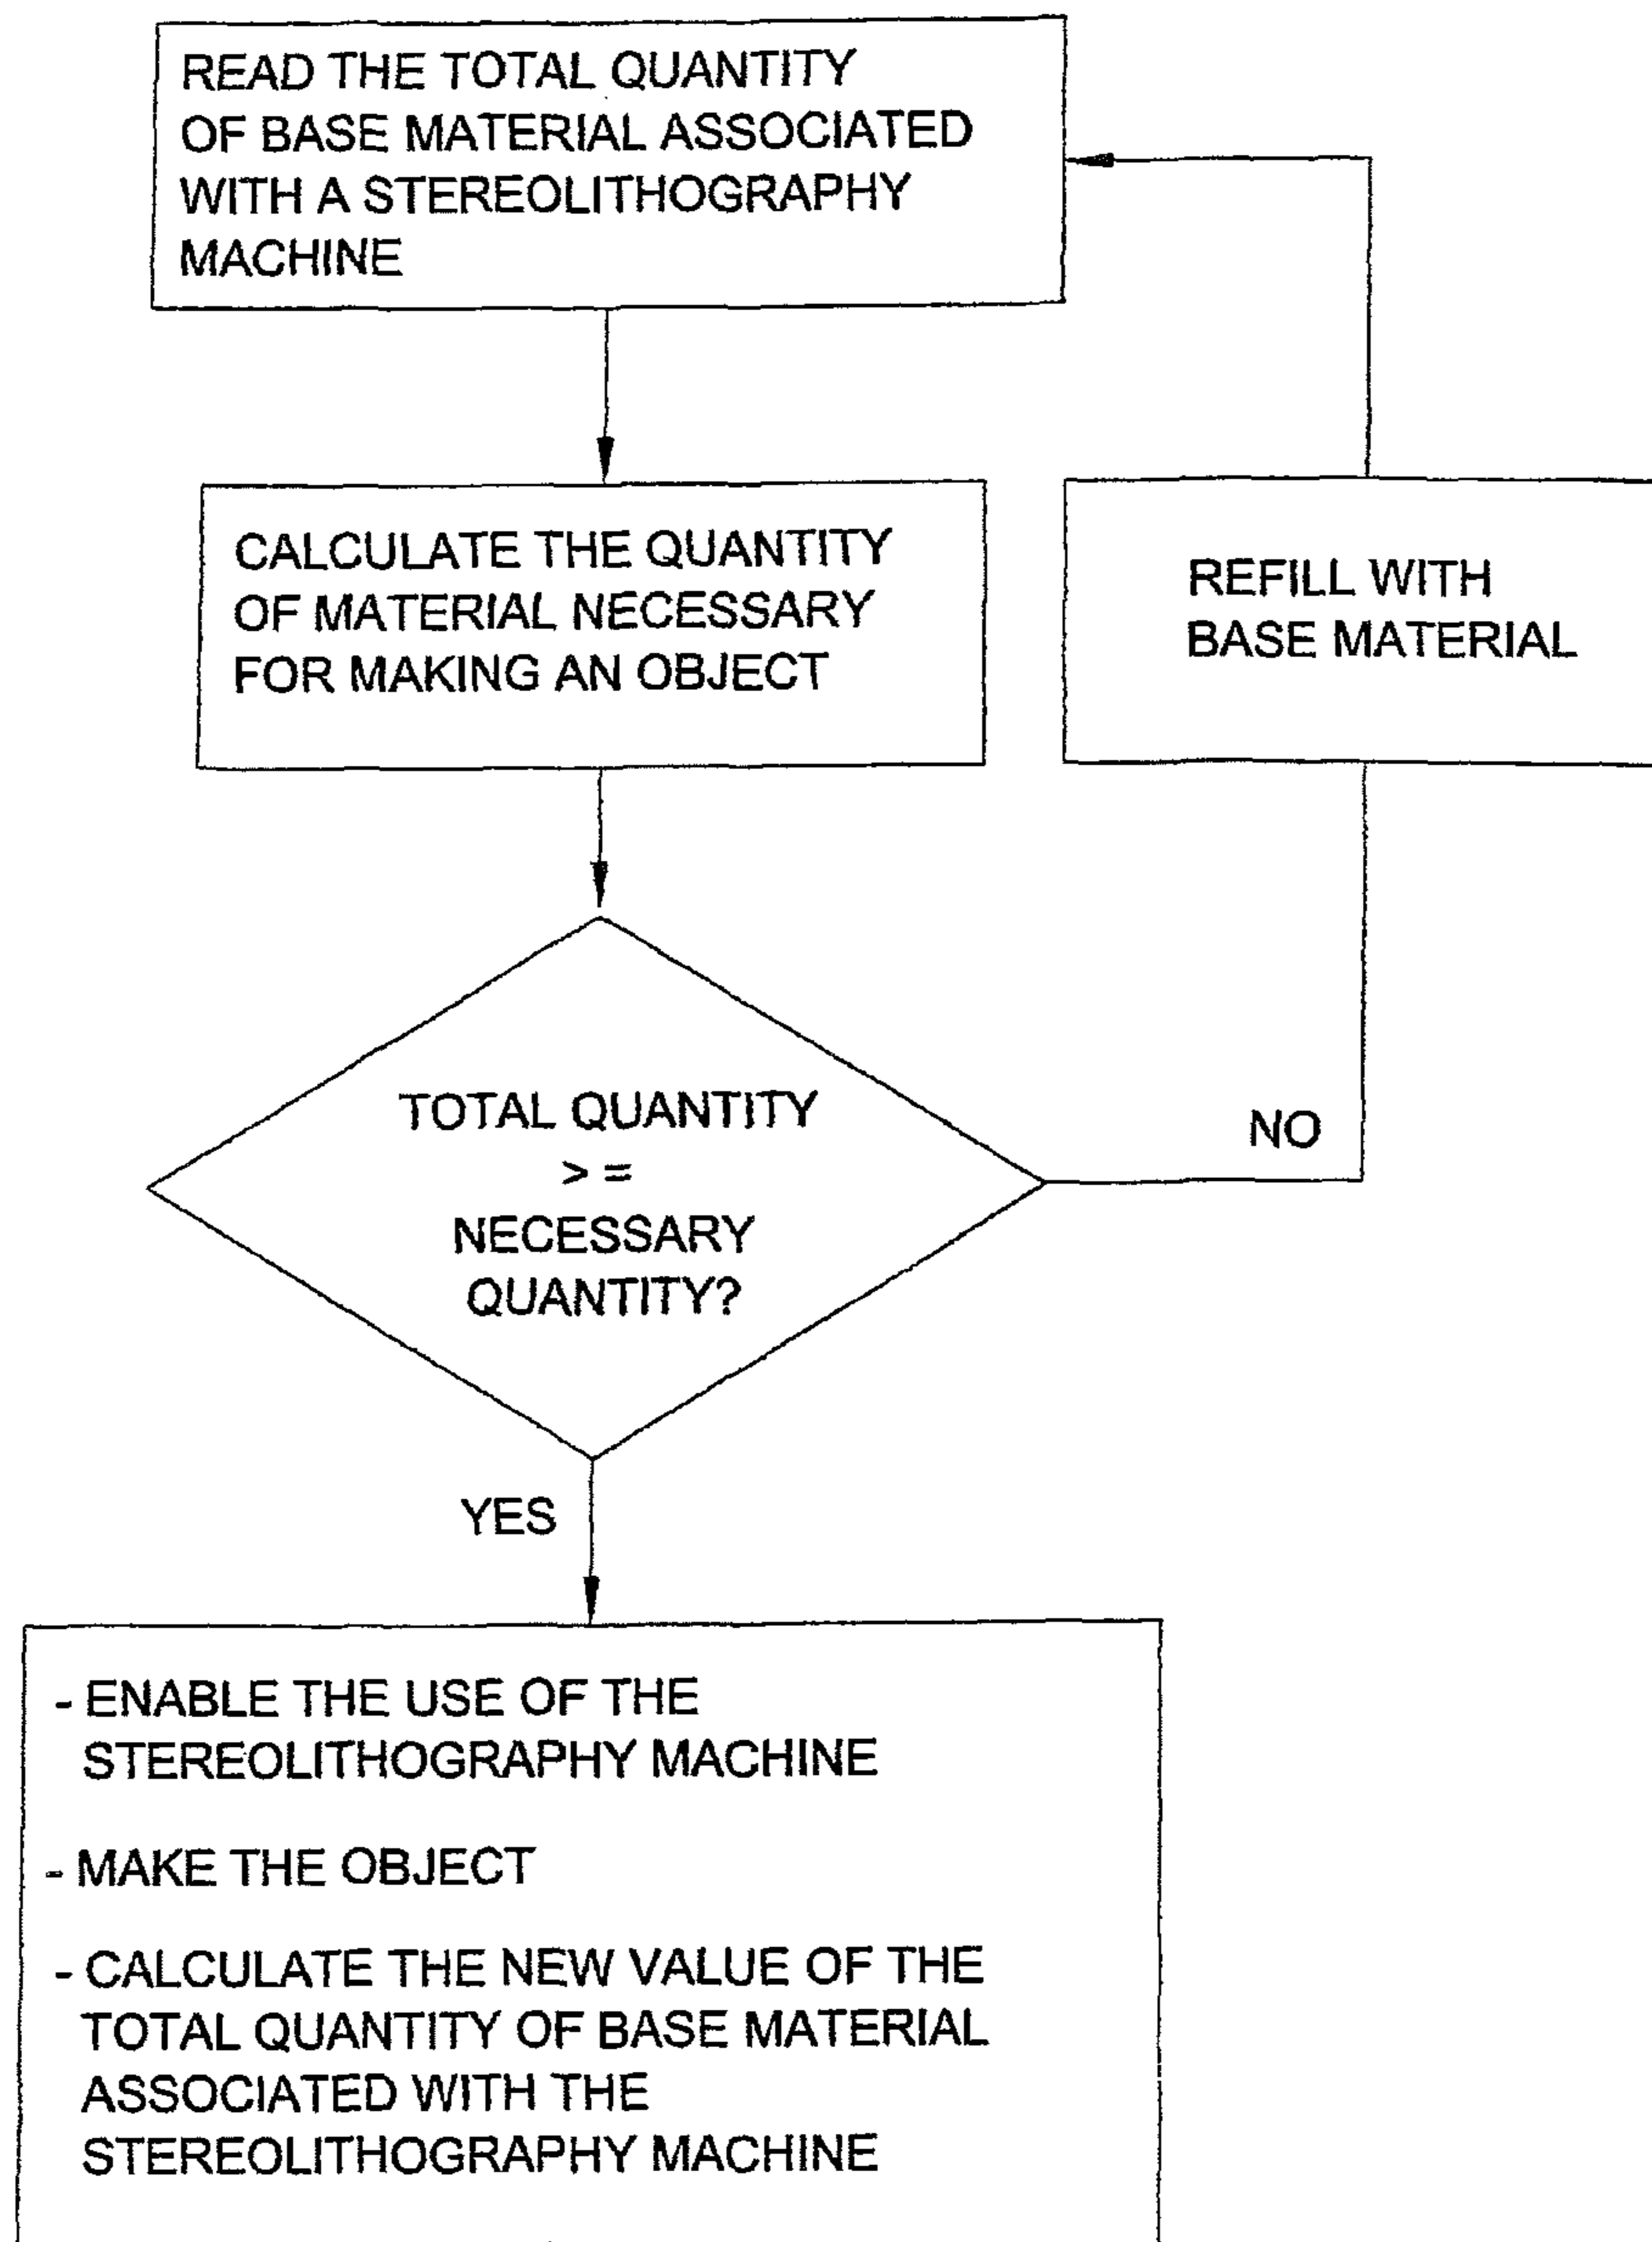 READ THE TOTAL QUANTITY
OF BASE MATERIAL ASSOCIATED
WITH A STEREOLITHOGRAPHY
MACHINE
CALCULATE THE QUANTITY
OF MATERIAL NECESSARY
FOR MAKING AN OBJECT
REFILL WITH
BASE MATERIAL
TOTAL QUANTITY
> =
NECESSARY
QUANTITY?
NO
YES
- ENABLE THE USE OF THE
STEREOLITHOGRAPHY MACHINE
- MAKE THE OBJECT
- CALCULATE THE NEW VALUE OF THE
TOTAL QUANTITY OF BASE MATERIAL
ASSOCIATED WITH THE
STEREOLITHOGRAPHY MACHINE